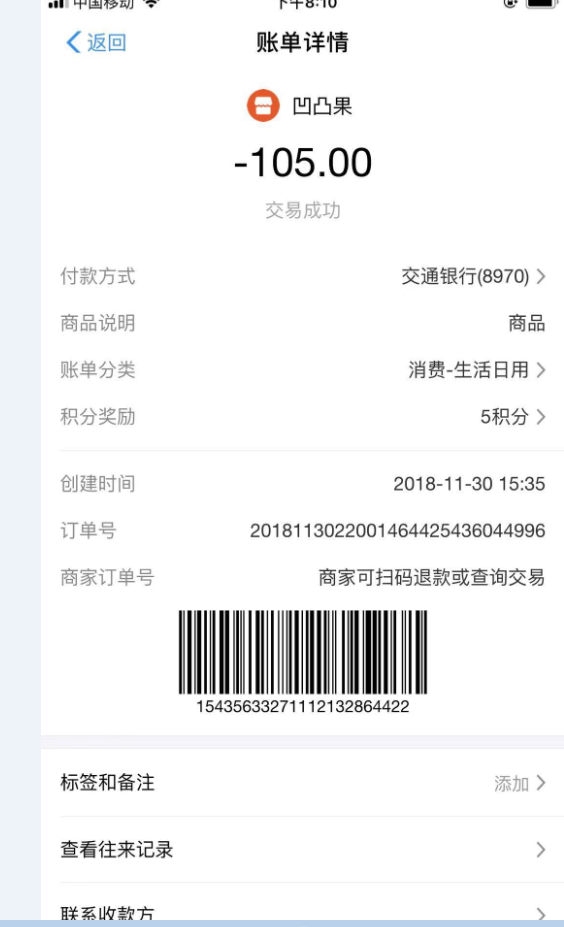 中国移动 下午8:10
返回 账单详情
凹凸果
-105.00
交易成功
付款方式 交通银行(8970)
商品说明 商品
账单分类 消费-生活日用
积分奖励 5积分
创建时间 2018-11-30 15:35
订单号 2018113022001464425436044996
商家订单号 商家可扫码退款或查询交易
15435633271112132864422
标签和备注 添加
查看往来记录
联系收款方